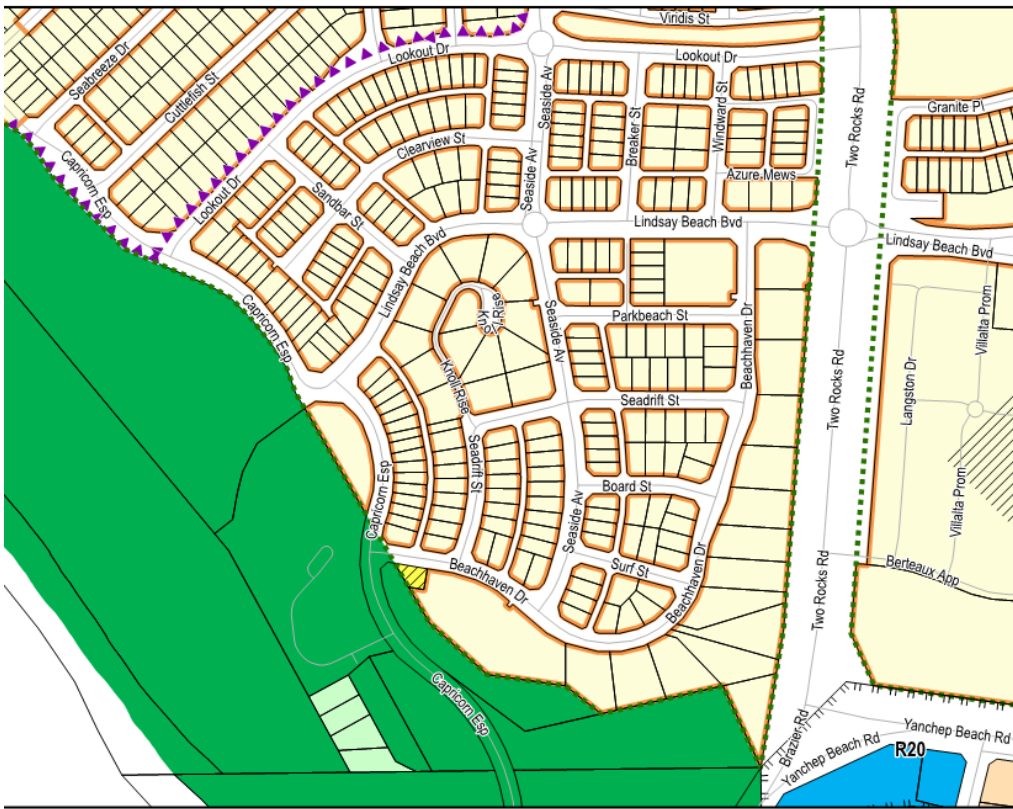 Viridis St
Seabreeze Dr
Lookout Dr
Lookout Dr
Cuttlefish St
Seaside Av
Two Rocks Rd
Granite Pl
Breaker St
Windward St
Clearview St
Capricorn Esp
Lookout Dr
Sandbar St
Seaside Av
Azure Mews
Lindsay Beach Bvd
Lindsay Beach Bvd
Lindsay Beach Bvd
Capricorn Esp
Knoll Rise
Seaside Av
Parkbeach St
Beachhaven Dr
Villalta Prom
Langston Dr
Two Rocks Rd
Knoll Rise
Seadrift St
Seadrift St
Capricorn Esp
Board St
Seaside Av
Villalta Prom
Surf St
Beachhaven Dr
Beachhaven Dr
Two Rocks Rd
Berteaux App
Capricorn Esp
Brazier Rd
Yanchep Beach Rd
Yanchep Beach Rd
R20